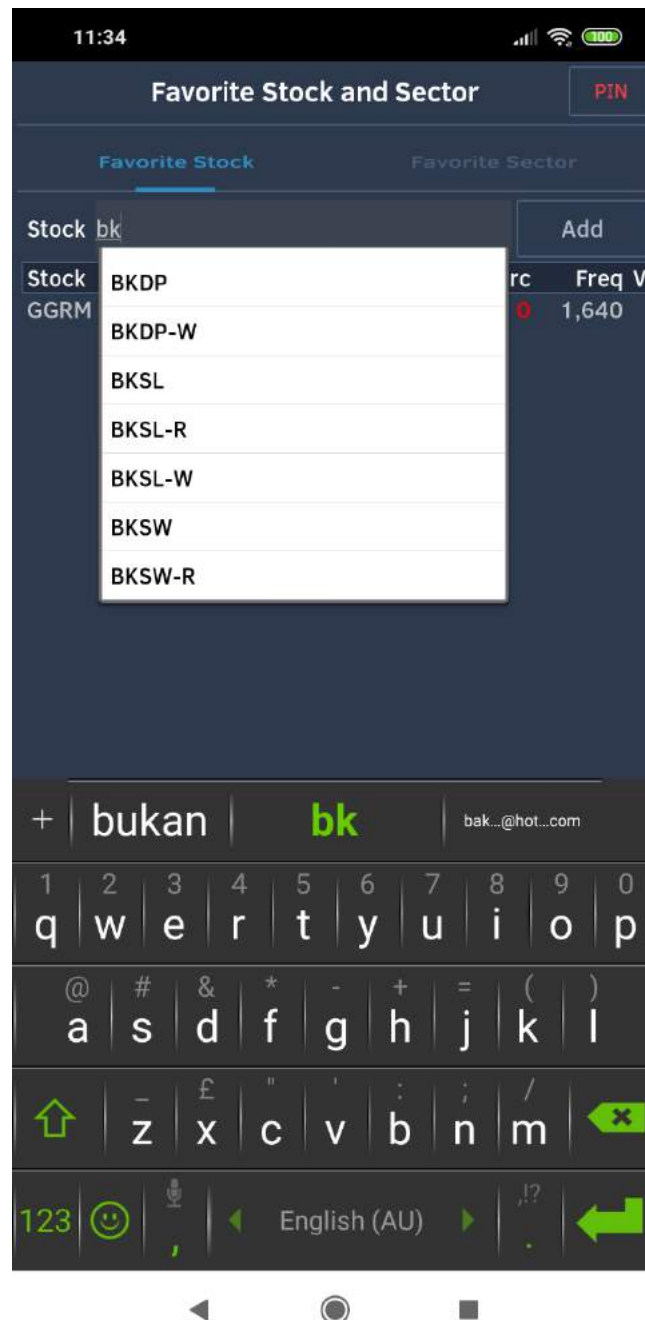 11:34
100
Favorite Stock and Sector
PIN
Favorite Stock
Favorite Sector
Stock bk
Add
Stock rc Freq V
GGRM 0 1,640
BKDP
BKDP-W
BKSL
BKSL-R
BKSL-W
BKSW
BKSW-R
+ bukan bk bak...@hot...com
1 2 3 4 5 6 7 8 9 0
q w e r t y u i o p
@ # & * - + = ( )
a s d f g h j k l
_ £ " ' : ; /
z x c v b n m
,!?
123 , English (AU) .